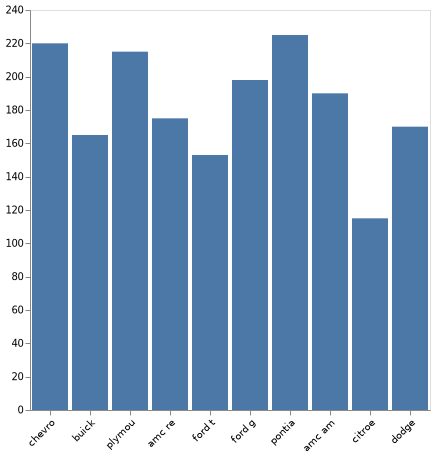 240
220
200
180
160
140
120
100
80
60
40
20
0
chevro
buick
plymou
amc re
ford t
ford g
pontia
amc am
citroe
dodge